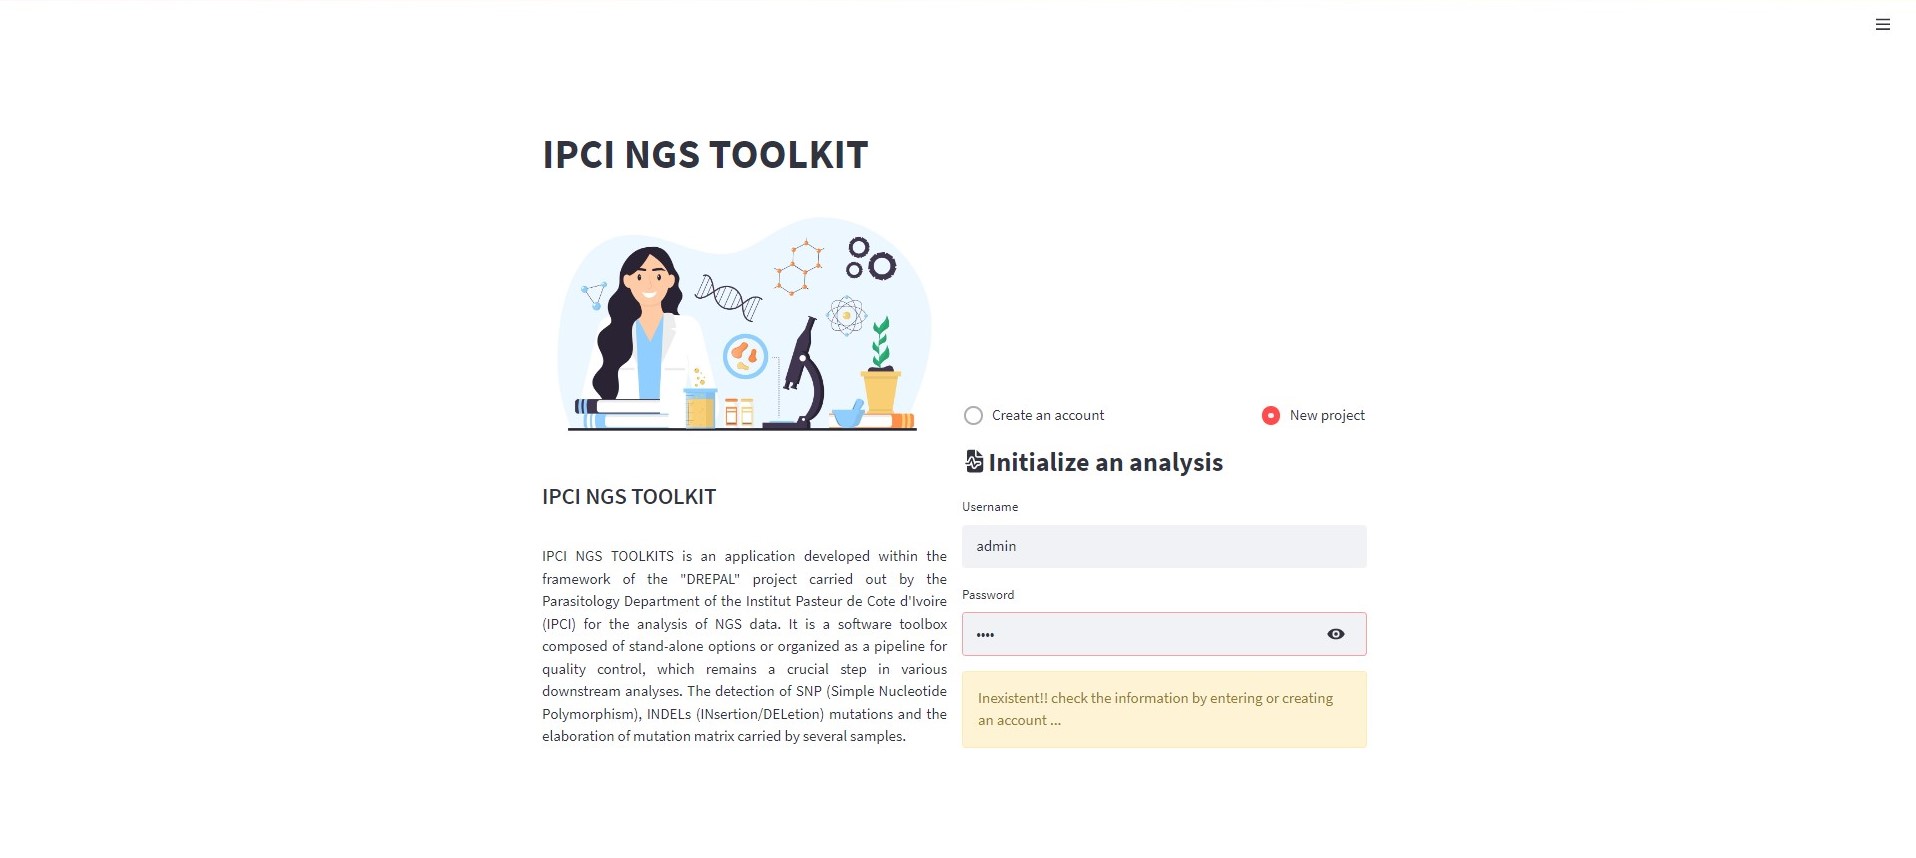 IPCI NGS TOOLKIT
IPCI NGS TOOLKIT
IPCI NGS TOOLKITS is an application developed within the
framework of the "DREPAL" project carried out by the
Parasitology Department of the Institut Pasteur de Cote d'Ivoire
(IPCI) for the analysis of NGS data. It is a software toolbox
composed of stand-alone options or organized as a pipeline for
quality control, which remains a crucial step in various
downstream analyses. The detection of SNP (Simple Nucleotide
Polymorphism), INDELs (INsertion/DELetion) mutations and the
elaboration of mutation matrix carried by several samples.
Create an account
New project
Initialize an analysis
Username
admin
Password
••••
Inexistent!! check the information by entering or creating
an account ...